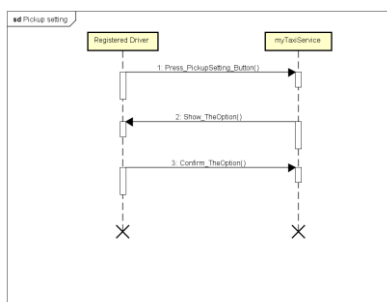 sd Pickup setting
Registered Driver
myTaxiService
1: Press_PickupSetting_Button()
2: Show_TheOption()
3: Confirm_TheOption()